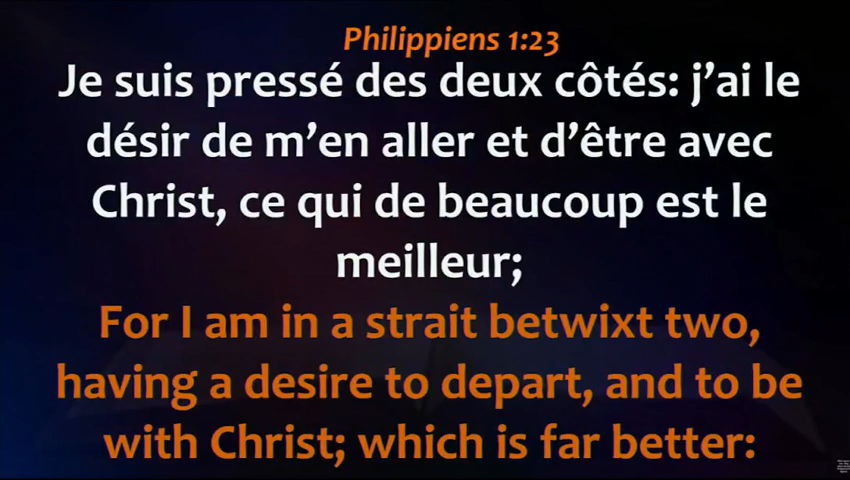 Philippiens 1:23
Je suis pressé des deux côtés: j’ai le
désir de m’en aller et d’être avec
Christ, ce qui de beaucoup est le
meilleur;
For I am in a strait betwixt two,
having a desire to depart, and to be
with Christ; which is far better: